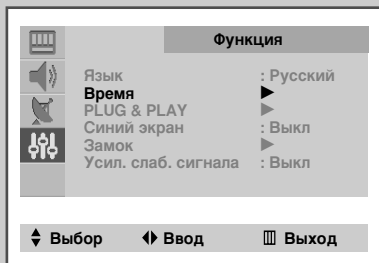 Функция
Язык : Русский
Время ►
PLUG & PLAY ►
Синий экран : Выкл
Замок ►
Усил. слаб. сигнала : Выкл
Выбор Ввод Выход